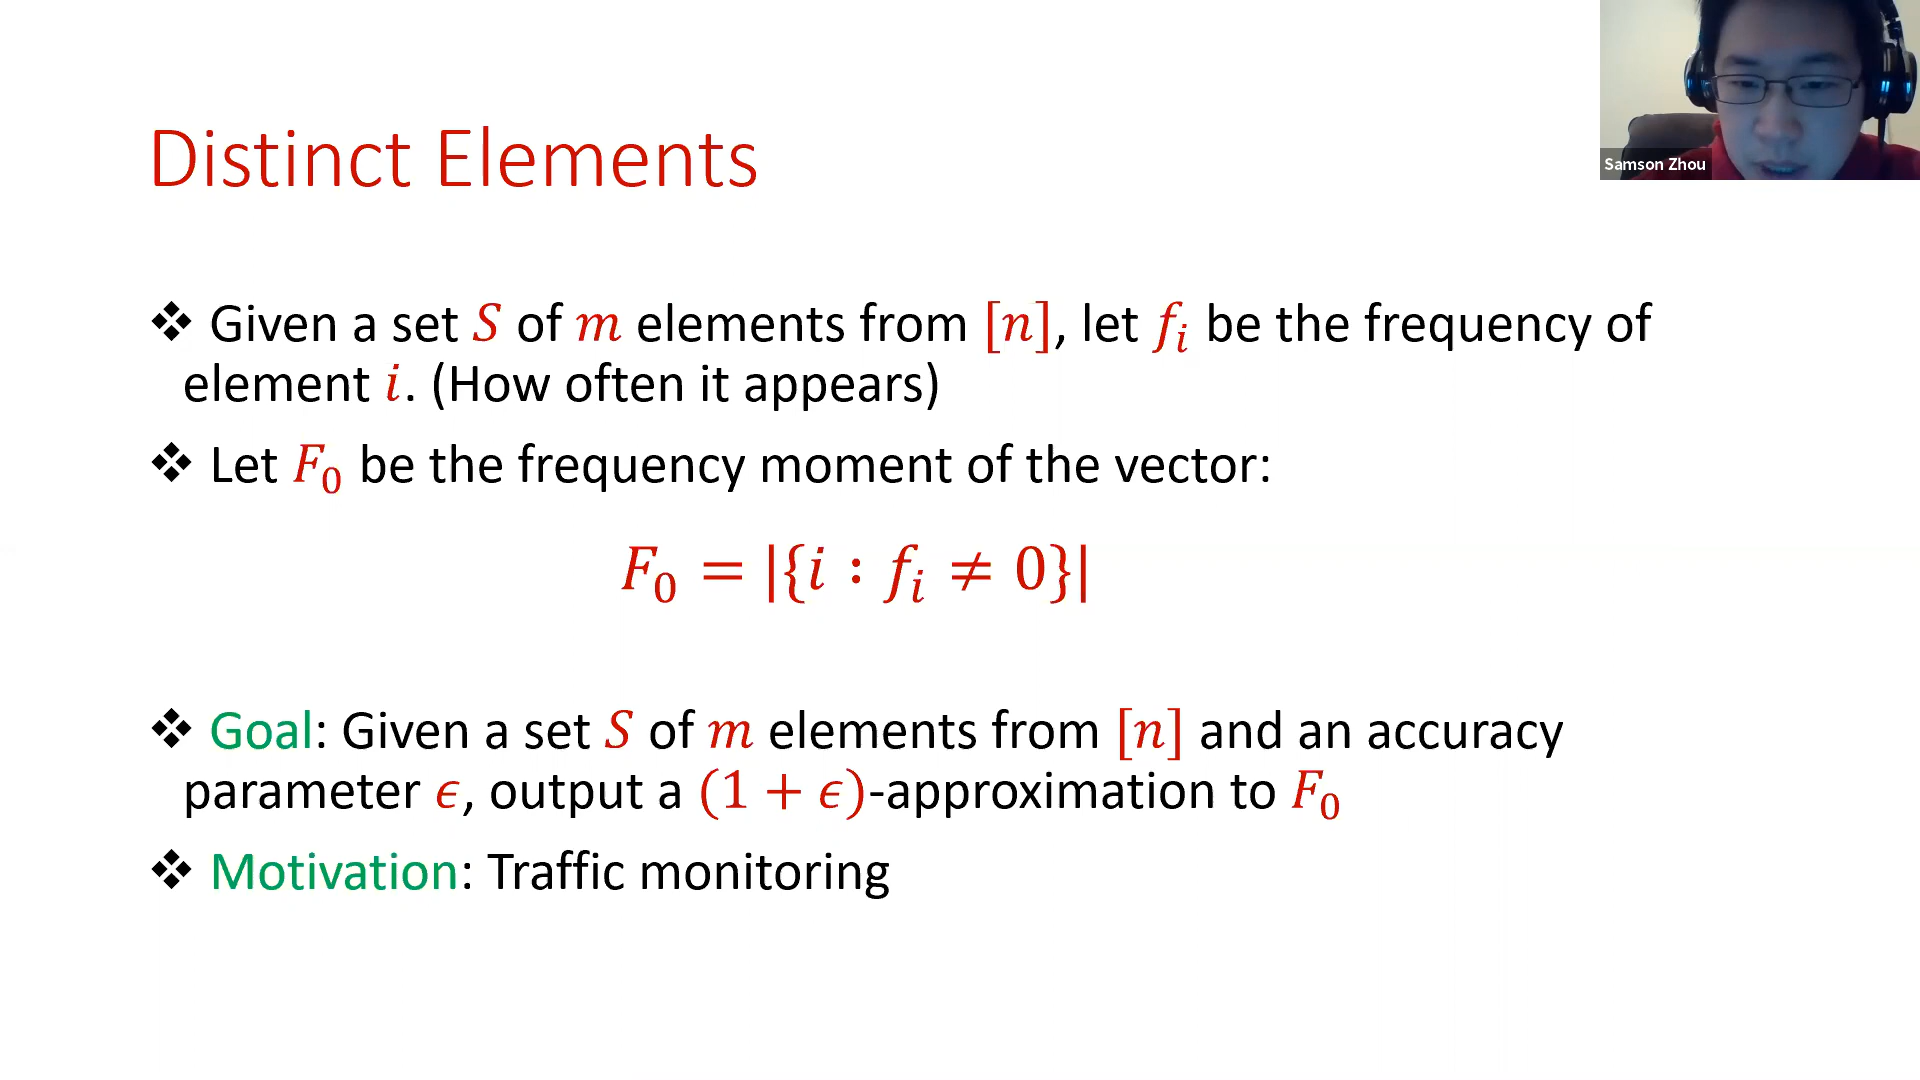 Samson Zhou
Distinct Elements
❖ Given a set S of m elements from [n], let fᵢ be the frequency of
element i. (How often it appears)
❖ Let F₀ be the frequency moment of the vector:
F₀ = |{i : fᵢ ≠ 0}|
❖ Goal: Given a set S of m elements from [n] and an accuracy
parameter ϵ, output a (1 + ϵ)-approximation to F₀
❖ Motivation: Traffic monitoring